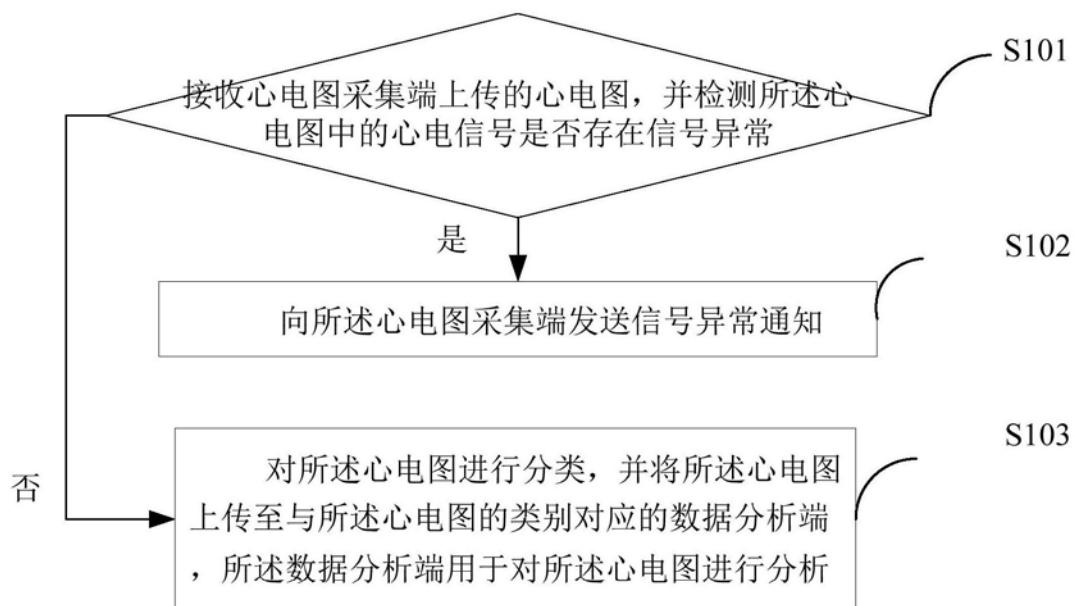 S101
接收心电图采集端上传的心电图，并检测所述心
电图中的心电信号是否存在信号异常
是
S102
向所述心电图采集端发送信号异常通知
S103
否
对所述心电图进行分类，并将所述心电图
上传至与所述心电图的类别对应的数据分析端
，所述数据分析端用于对所述心电图进行分析